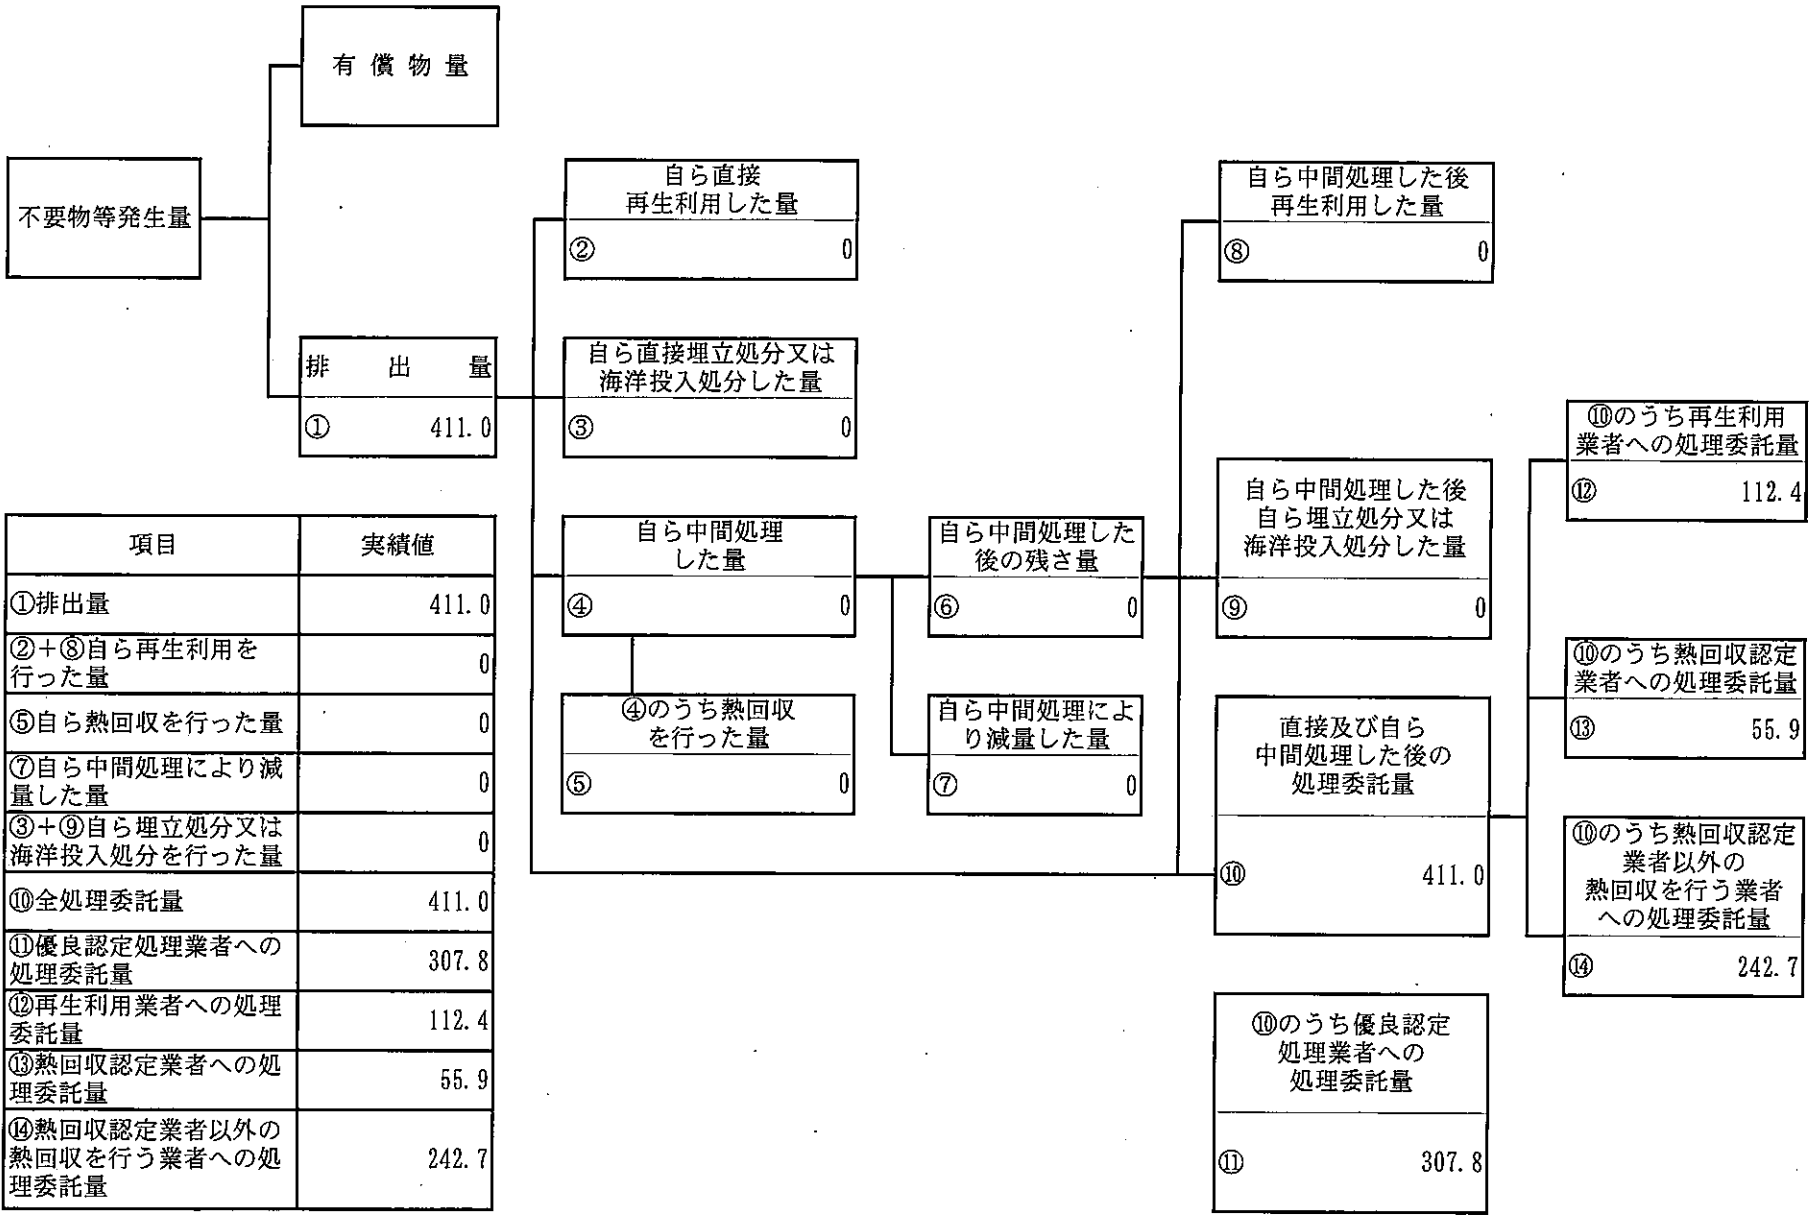 有償物量
不要物等発生量
排出量
① 411.0
自ら直接
再生利用した量
② 0
自ら直接埋立処分又は
海洋投入処分した量
③ 0
自ら中間処理
した量
④ 0
④のうち熱回収
を行った量
⑤ 0
自ら中間処理した
後の残さ量
⑥ 0
自ら中間処理によ
り減量した量
⑦ 0
自ら中間処理した後
再生利用した量
⑧ 0
自ら中間処理した後
自ら埋立処分又は
海洋投入処分した量
⑨ 0
直接及び自ら
中間処理した後の
処理委託量
⑩ 411.0
⑩のうち優良認定
処理業者への
処理委託量
⑪ 307.8
⑩のうち再生利用
業者への処理委託量
⑫ 112.4
⑩のうち熱回収認定
業者への処理委託量
⑬ 55.9
⑩のうち熱回収認定
業者以外の
熱回収を行う業者
への処理委託量
⑭ 242.7
項目 実績値
①排出量 411.0
②+⑧自ら再生利用を
行った量 0
⑤自ら熱回収を行った量 0
⑦自ら中間処理により減
量した量 0
③+⑨自ら埋立処分又は
海洋投入処分を行った量 0
⑩全処理委託量 411.0
⑪優良認定処理業者への
処理委託量 307.8
⑫再生利用業者への処理
委託量 112.4
⑬熱回収認定業者への処
理委託量 55.9
⑭熱回収認定業者以外の
熱回収を行う業者への処
理委託量 242.7